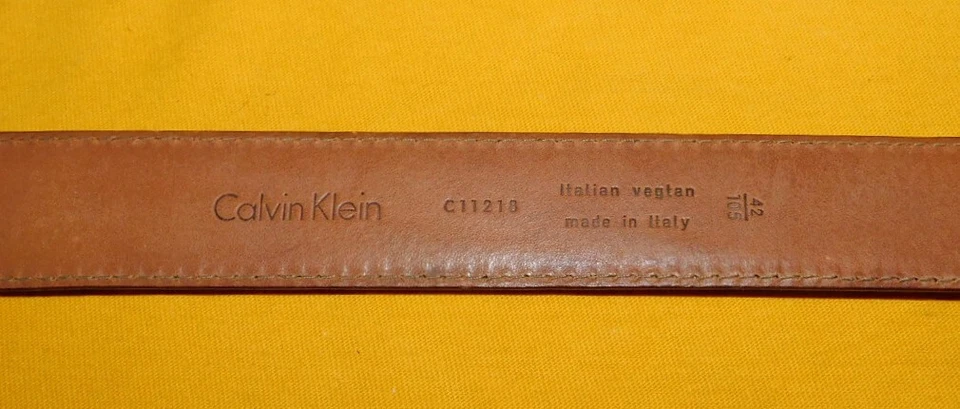 Calvin Klein
C11218
Italian vegtan
made in Italy
42
105